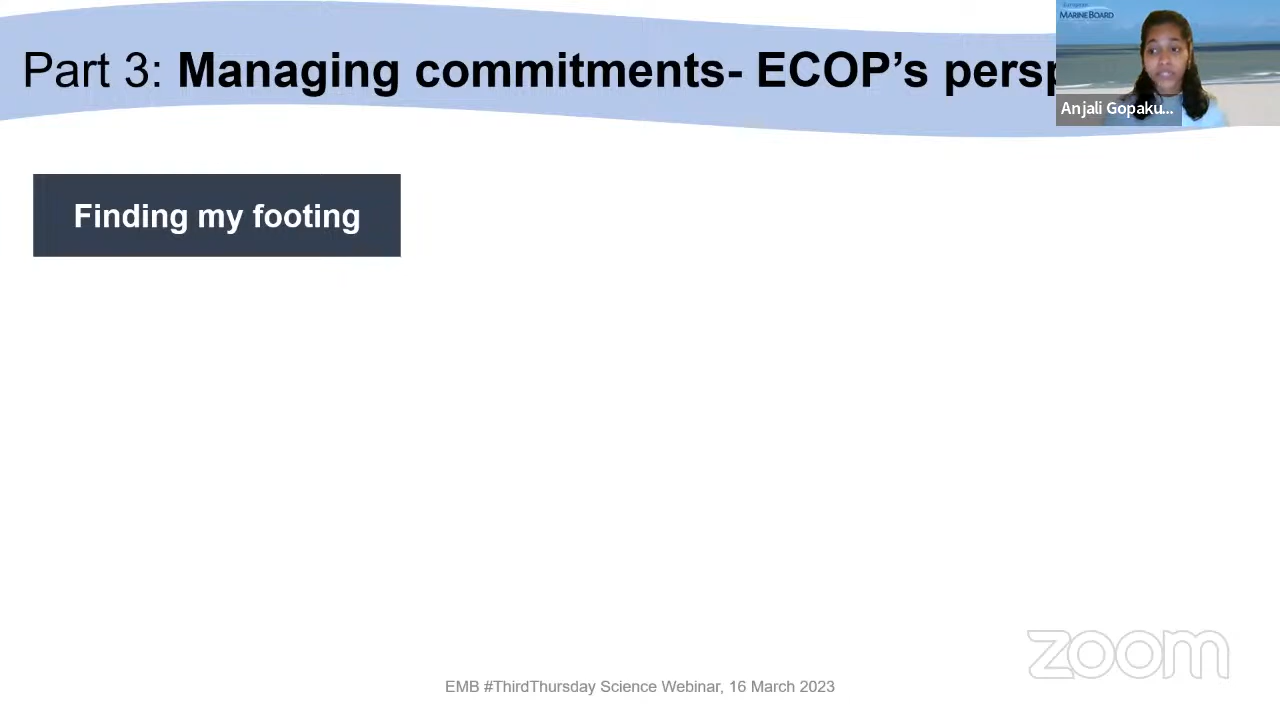 Part 3: Managing commitments- ECOP’s persp
European
MARINE BOARD
Anjali Gopaku...
Finding my footing
zoom
EMB #ThirdThursday Science Webinar, 16 March 2023